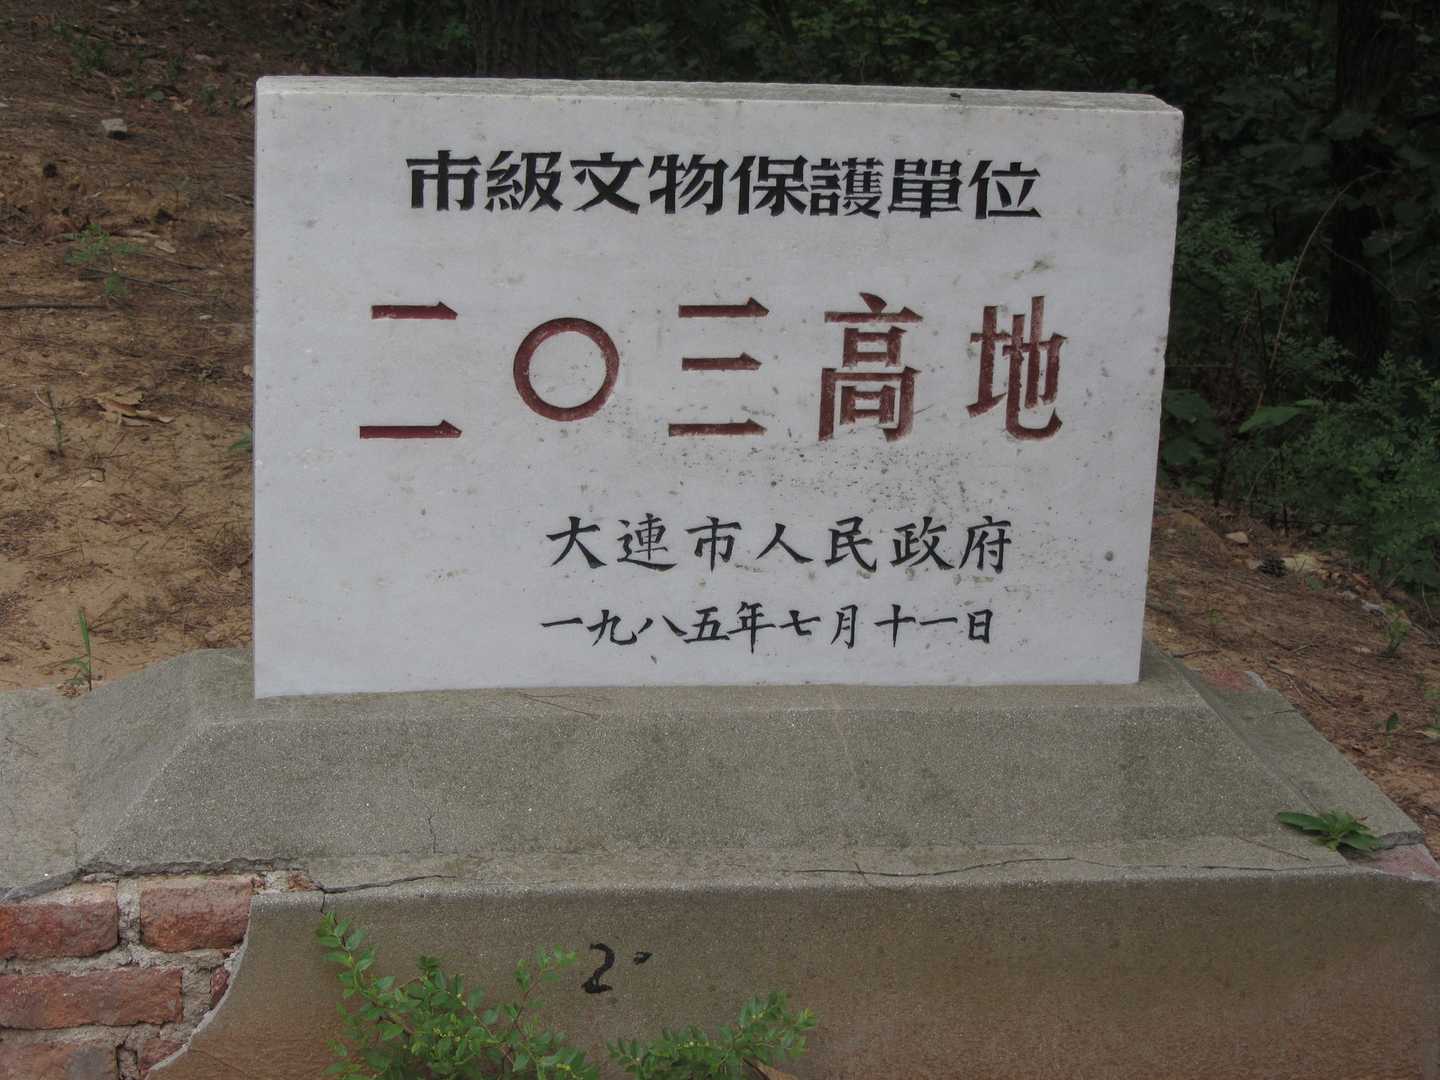 市級文物保護單位
二〇三高地
大連市人民政府
一九八五年七月十一日
2